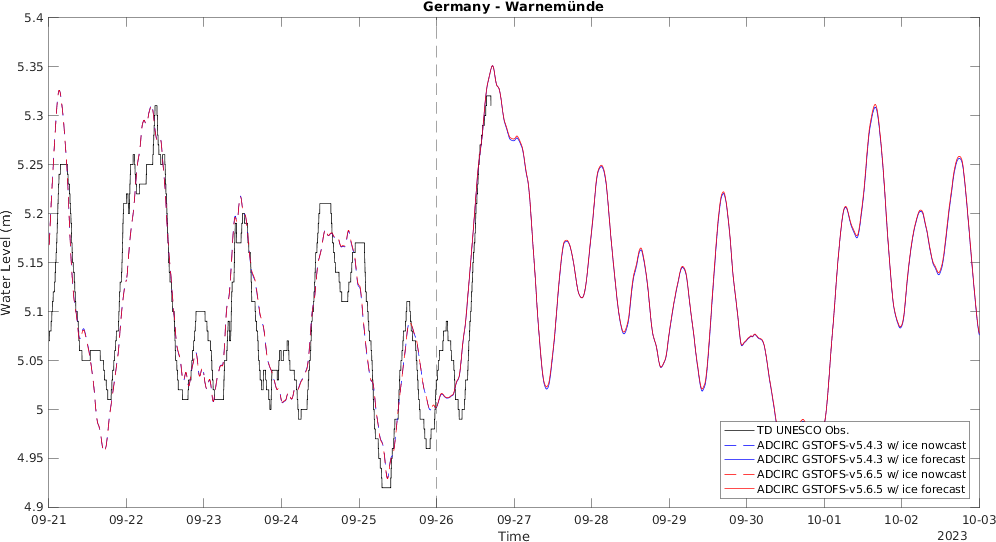 Germany - Warnemünde
5.4
5.35
5.3
5.25
5.2
5.15
5.1
5.05
5
4.95
4.9
Water Level (m)
TD UNESCO Obs.
ADCIRC GSTOFS-v5.4.3 w/ ice nowcast
ADCIRC GSTOFS-v5.4.3 w/ ice forecast
ADCIRC GSTOFS-v5.6.5 w/ ice nowcast
ADCIRC GSTOFS-v5.6.5 w/ ice forecast
09-21 09-22 09-23 09-24 09-25 09-26 09-27 09-28 09-29 09-30 10-01 10-02 10-03
Time
2023